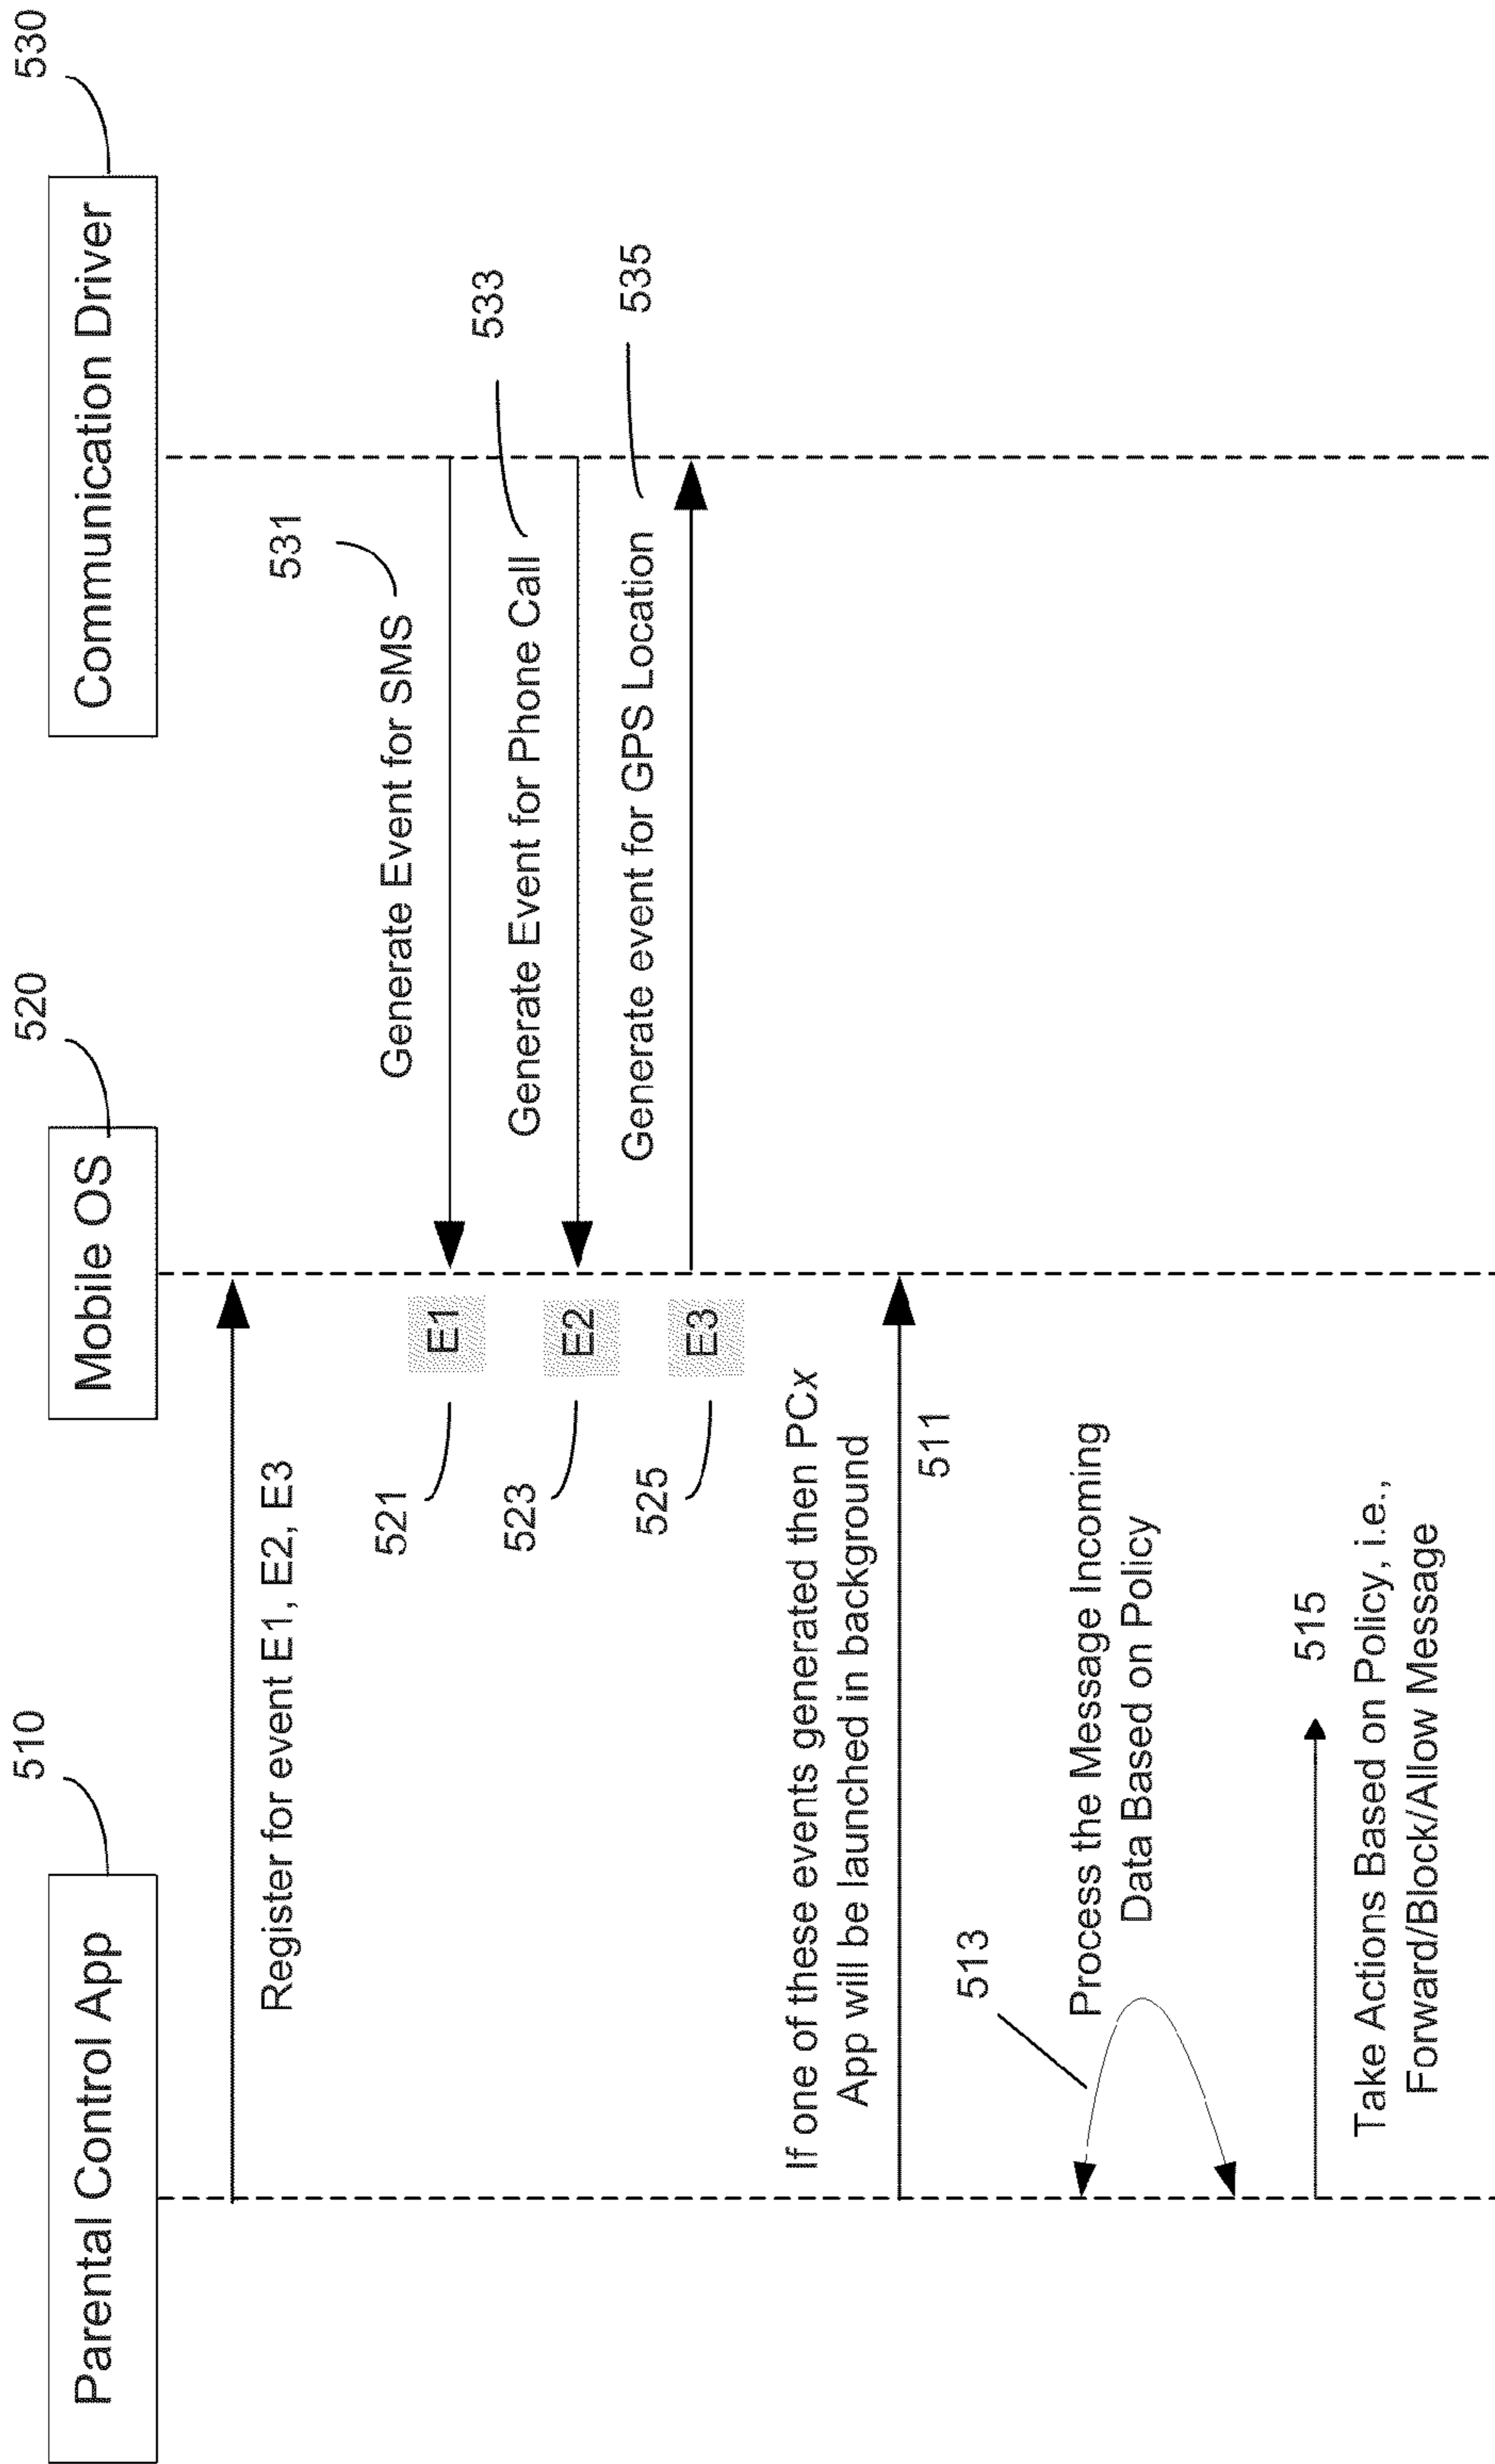 Parental Control App
510
Mobile OS
520
Communication Driver
530
Register for event E1, E2, E3
Generate Event for SMS
531
E1
521
Generate Event for Phone Call
533
E2
523
Generate event for GPS Location
535
E3
525
If one of these events generated then PCx
App will be launched in background
511
513
Process the Message Incoming
Data Based on Policy
515
Take Actions Based on Policy, i.e.,
Forward/Block/Allow Message